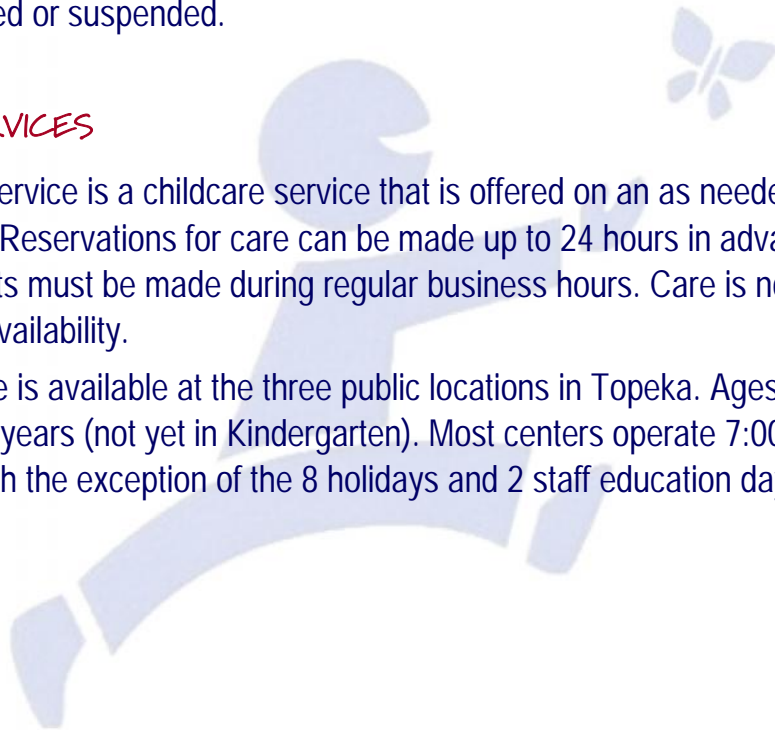 ed or suspended.
RVICES
ervice is a childcare service that is offered on an as neede
Reservations for care can be made up to 24 hours in adva
ts must be made during regular business hours. Care is no
vailability.
e is available at the three public locations in Topeka. Ages
years (not yet in Kindergarten). Most centers operate 7:00
h the exception of the 8 holidays and 2 staff education da